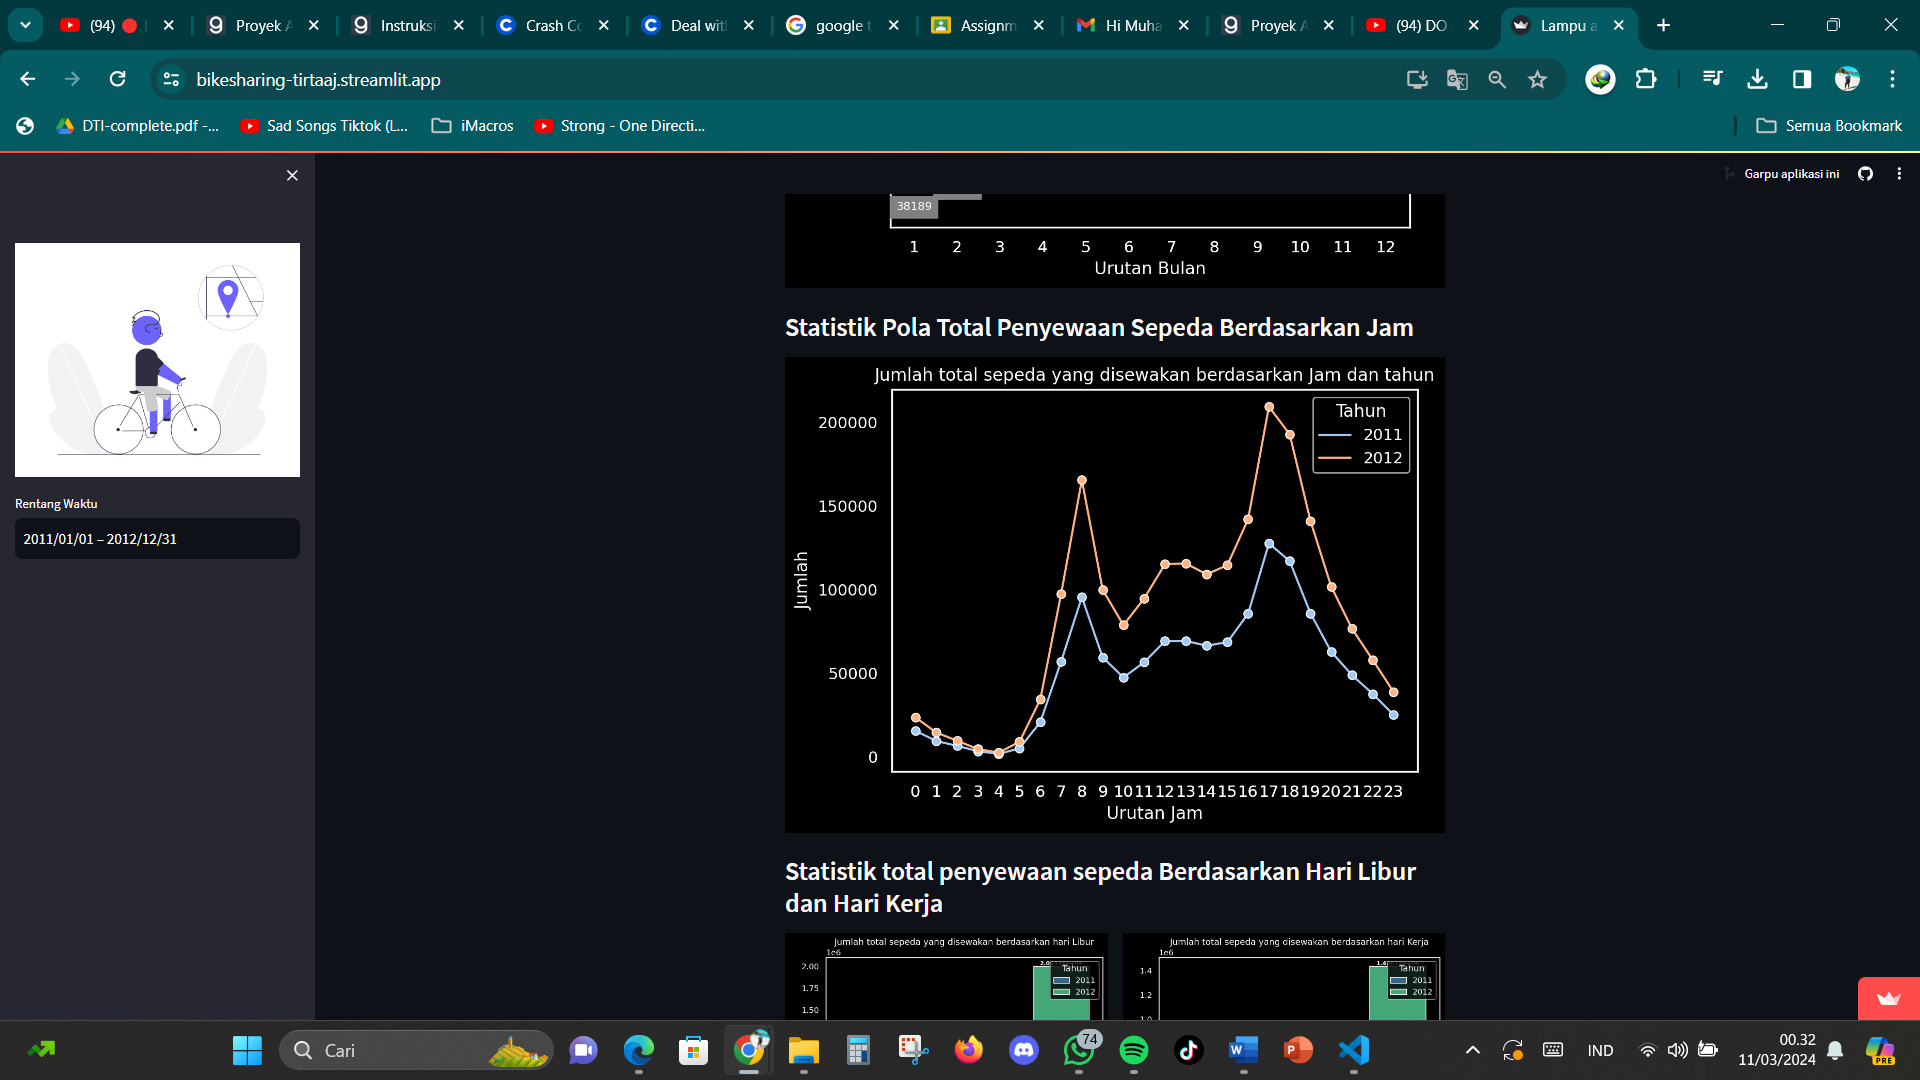 (94)
Proyek A
Instruksi
Crash Co
Deal wit
google t
Assignm
Hi Muha
Proyek A
(94) DO
Lampu a
bikesharing-tirtaaj.streamlit.app
DTI-complete.pdf -...
Sad Songs Tiktok (L...
iMacros
Strong - One Directi...
Semua Bookmark
Garpu aplikasi ini
Rentang Waktu
2011/01/01 – 2012/12/31
38189
1 2 3 4 5 6 7 8 9 10 11 12
Urutan Bulan
Statistik Pola Total Penyewaan Sepeda Berdasarkan Jam
Jumlah total sepeda yang disewakan berdasarkan Jam dan tahun
Tahun
2011
2012
200000
150000
100000
50000
0
Jumlah
0 1 2 3 4 5 6 7 8 9 10 11 12 13 14 15 16 17 18 19 20 21 22 23
Urutan Jam
Statistik total penyewaan sepeda Berdasarkan Hari Libur
dan Hari Kerja
Jumlah total sepeda yang disewakan berdasarkan hari Libur
1e6
2.00
1.75
1.50
Tahun
2011
2012
Jumlah total sepeda yang disewakan berdasarkan hari Kerja
1e6
1.4
1.2
1.0
Tahun
2011
2012
Cari
74
IND
00.32
11/03/2024
PRE